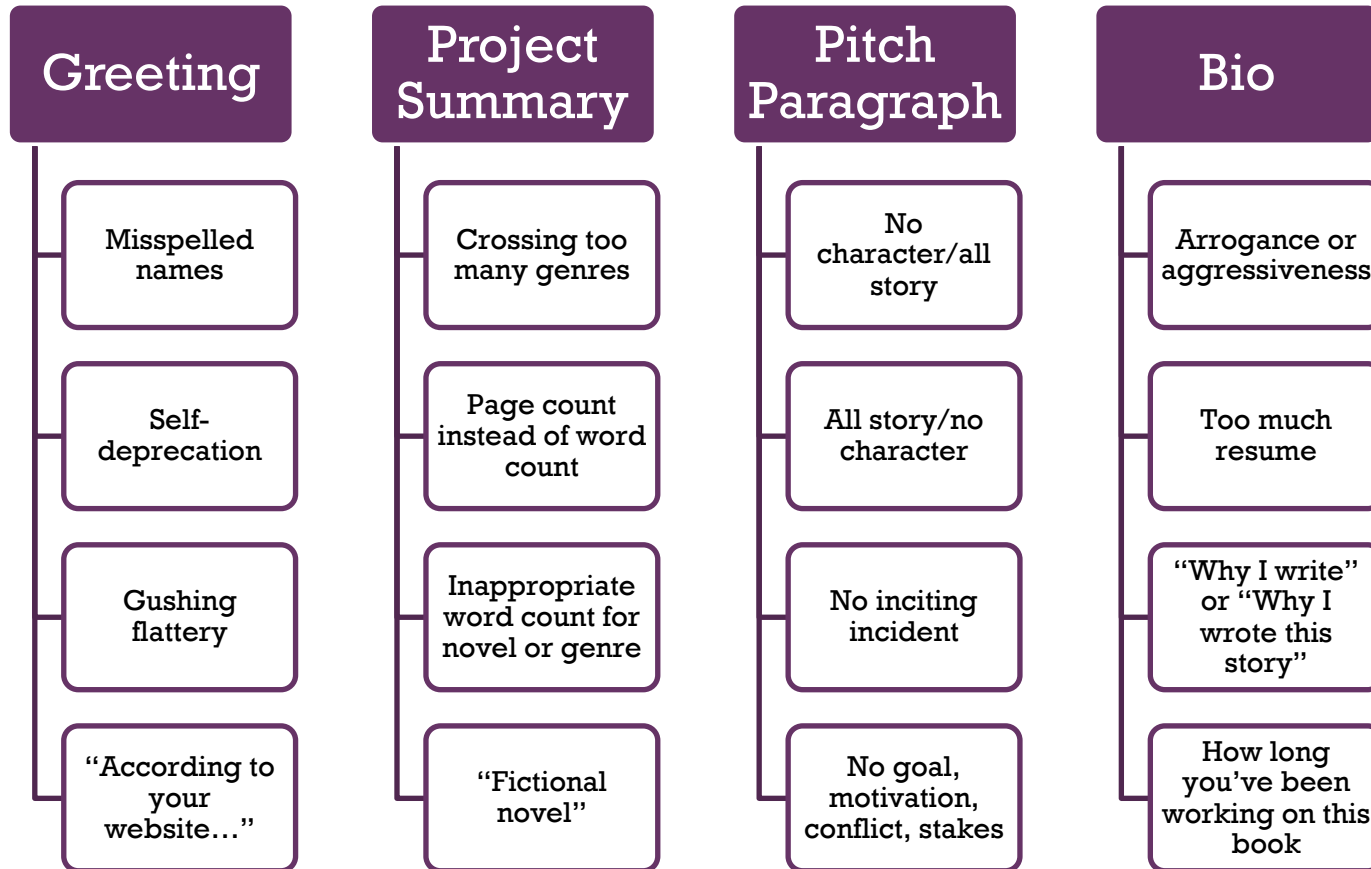 Greeting
Misspelled
names
Self-
deprecation
Gushing
flattery
“According to
your
website…”
Project
Summary
Crossing too
many genres
Page count
instead of word
count
Inappropriate
word count for
novel or genre
“Fictional
novel”
Pitch
Paragraph
No
character/all
story
All story/no
character
No inciting
incident
No goal,
motivation,
conflict, stakes
Bio
Arrogance or
aggressiveness
Too much
resume
“Why I write”
or “Why I
wrote this
story”
How long
you’ve been
working on this
book